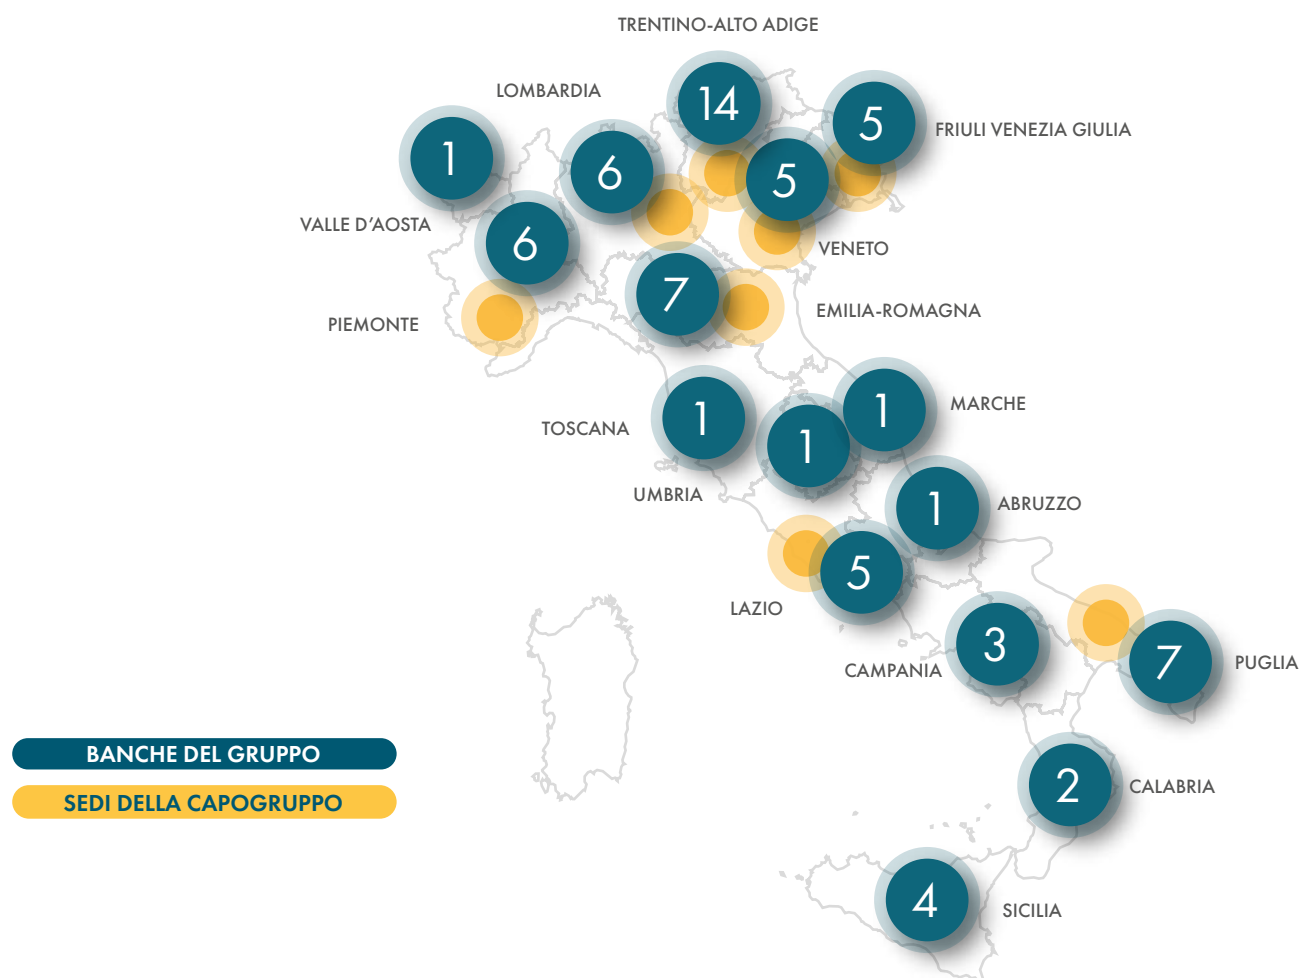 TRENTINO-ALTO ADIGE
14
LOMBARDIA
5
FRIULI VENEZIA GIULIA
1
6
5
VALLE D'AOSTA
6
VENETO
7
EMILIA-ROMAGNA
PIEMONTE
1
MARCHE
TOSCANA
1
1
UMBRIA
1
ABRUZZO
5
LAZIO
3
CAMPANIA
7
PUGLIA
BANCHE DEL GRUPPO
SEDI DELLA CAPOGRUPPO
2
CALABRIA
4
SICILIA